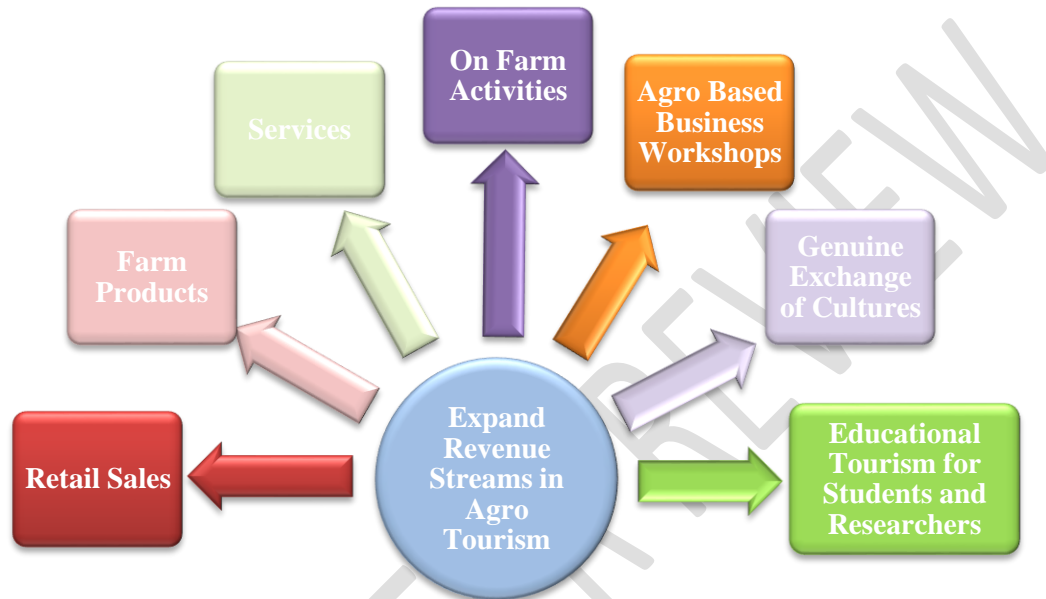 On Farm
Activities
Agro Based
Business
Workshops
Services
Genuine
Exchange
of Cultures
Farm
Products
Expand
Revenue
Streams in
Agro
Tourism
Educational
Tourism for
Students and
Researchers
Retail Sales
REVIEW